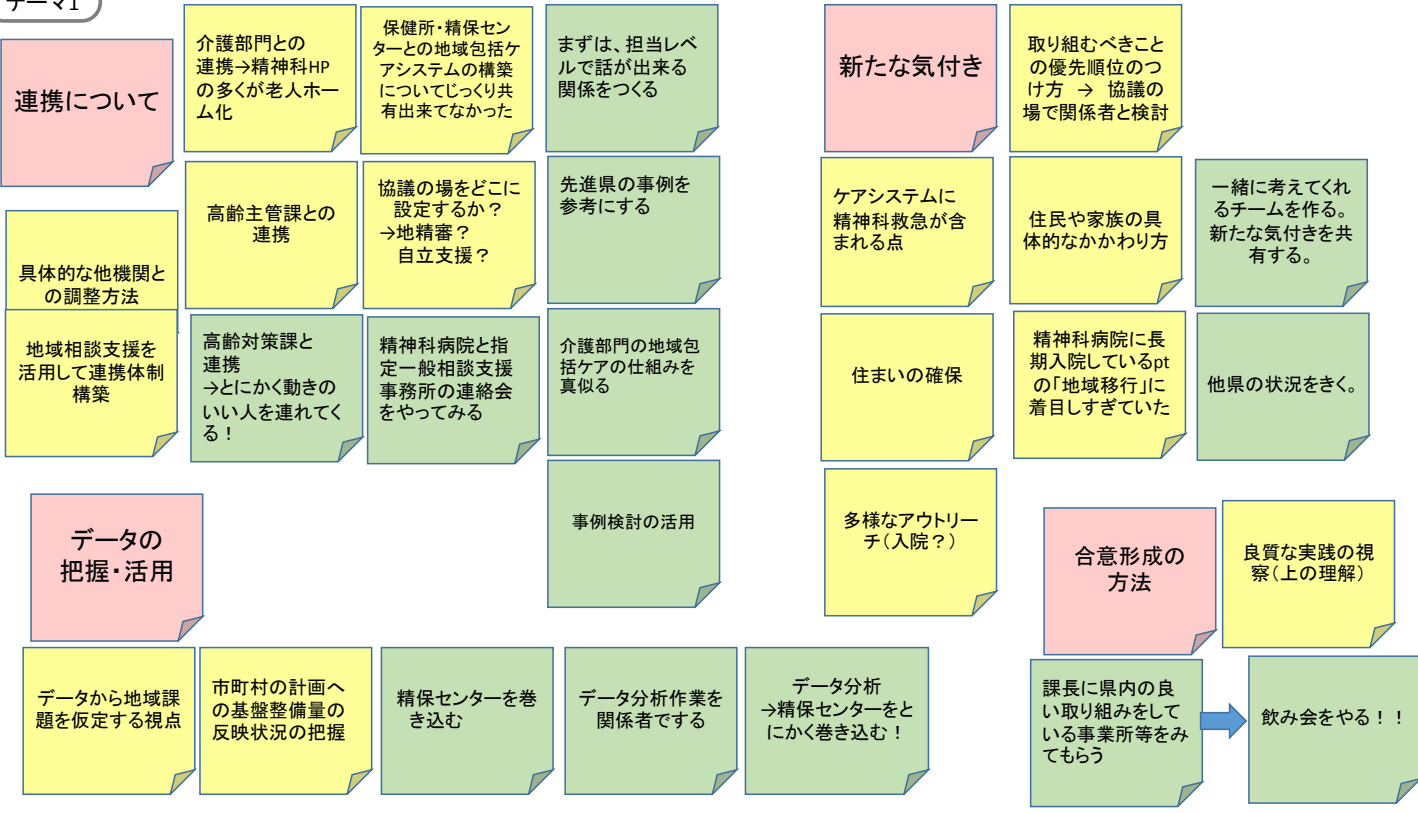 テーマ1
連携について
介護部門との
連携→精神科HP
の多くが老人ホー
ム化
保健所・精保セン
ターとの地域包括ケ
アシステムの構築
についてじっくり共
有出来てなかった
まずは、担当レベ
ルで話が出来る
関係をつくる
具体的な他機関と
の調整方法
高齢主管課との
連携
協議の場をどこに
設定するか？
→地精審？
自立支援？
先進県の事例を
参考にする
地域相談支援を
活用して連携体制
構築
高齢対策課と
連携
→とにかく動きの
いい人を連れてく
る！
精神科病院と指
定一般相談支援
事務所の連絡会
をやってみる
介護部門の地域包
括ケアの仕組みを
真似る
事例検討の活用
新たな気付き
取り組むべきこと
の優先順位のつ
け方 → 協議の
場で関係者と検討
ケアシステムに
精神科救急が含
まれる点
住民や家族の具
体的なかかわり方
一緒に考えてくれ
るチームを作る。
新たな気付きを共
有する。
住まいの確保
精神科病院に長
期入院しているpt
の「地域移行」に
着目しすぎていた
他県の状況をきく。
多様なアウトリー
チ（入院？）
データの
把握・活用
データから地域課
題を仮定する視点
市町村の計画へ
の基盤整備量の
反映状況の把握
精保センターを巻
き込む
データ分析作業を
関係者でする
データ分析
→精保センターをと
にかく巻き込む！
合意形成の
方法
良質な実践の視
察（上の理解）
課長に県内の良
い取り組みをして
いる事業所等をみ
てもらう
飲み会をやる！！